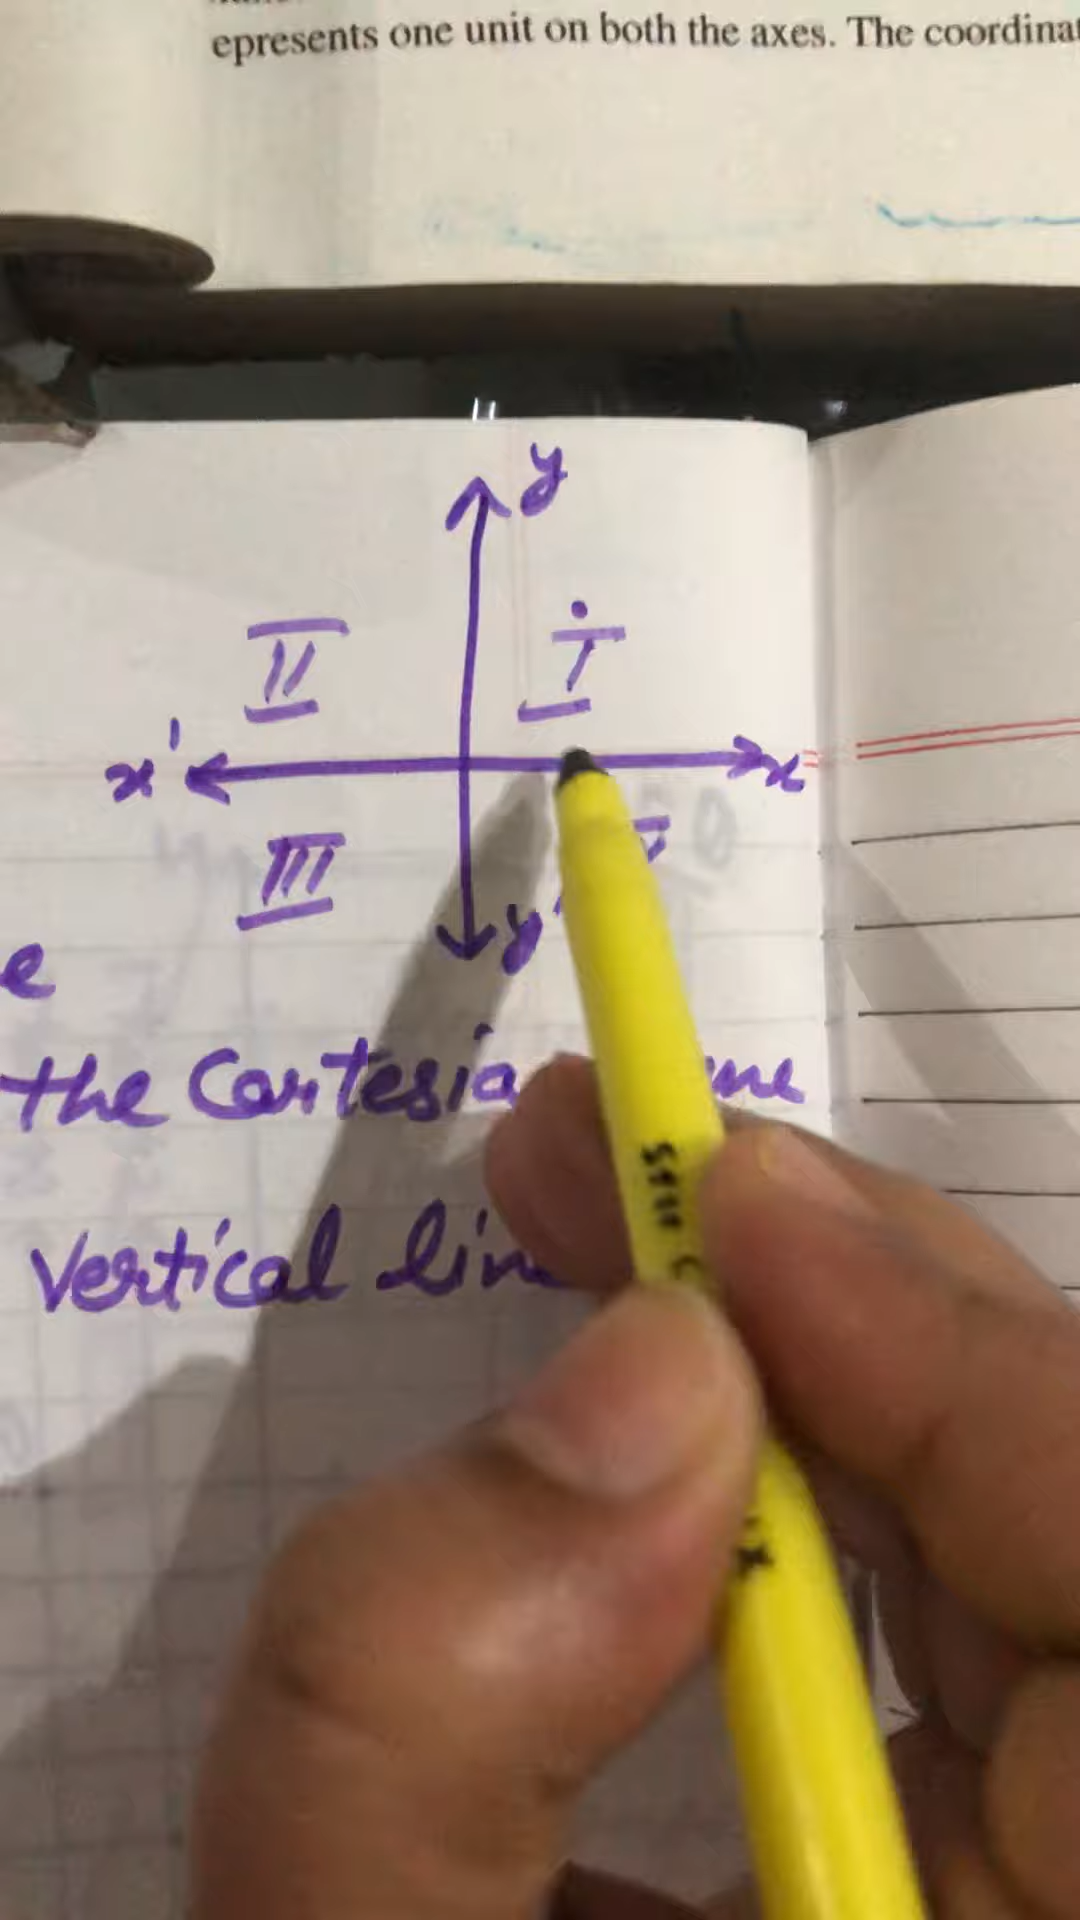 epresents one unit on both the axes. The coordinat
y
II I
x' x
III
y'
e
the Cartesia
Vertical lin